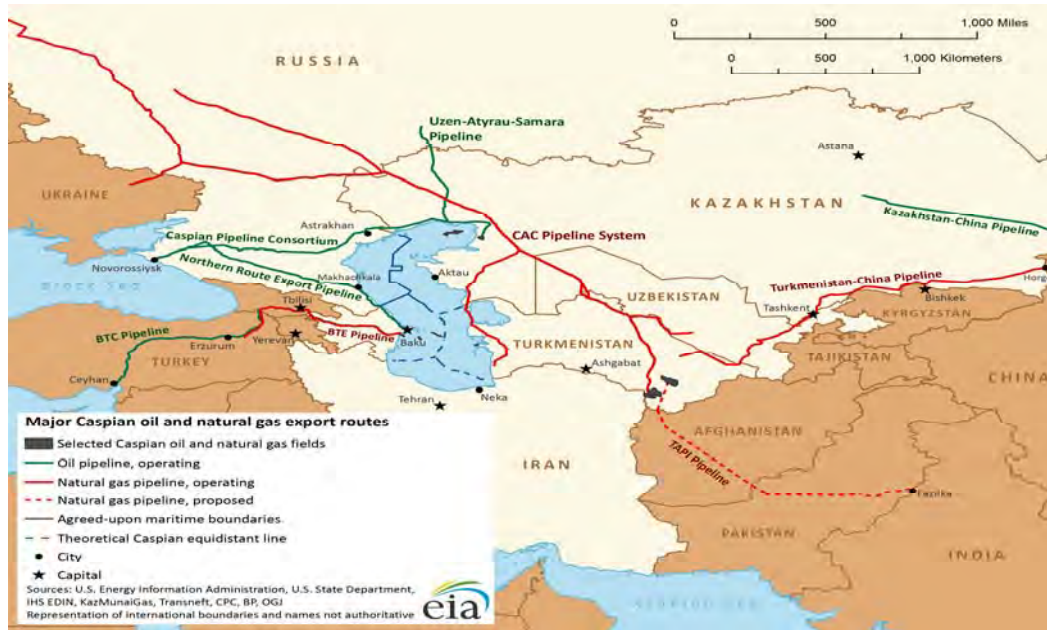 0 500 1,000 Miles
0 500 1,000 Kilometers
RUSSIA
Uzen-Atyrau-Samara
Pipeline
Astana
UKRAINE
KAZAKHSTAN
Kazakhstan-China Pipeline
Astrakhan
Caspian Pipeline Consortium
CAC Pipeline System
Novorossiysk
Northern Route Export Pipeline
Makhachkala
Aktau
Turkmenistan-China Pipeline
Bishkek
UZBEKISTAN
Tashkent
KYRGYZSTAN
Tbilisi
BTC Pipeline
Erzurum
Yerevan
BTE Pipeline
Baku
TURKMENISTAN
TURKEY
Ashgabat
TAJIKISTAN
CHINA
Ceyhan
Tehran
Neka
AFGHANISTAN
TAPI Pipeline
IRAN
Fazilka
PAKISTAN
INDIA
Major Caspian oil and natural gas export routes
Selected Caspian oil and natural gas fields
Oil pipeline, operating
Natural gas pipeline, operating
Natural gas pipeline, proposed
Agreed-upon maritime boundaries
Theoretical Caspian equidistant line
City
Capital
Sources: U.S. Energy Information Administration, U.S. State Department,
IHS EDIN, KazMunaiGas, Transneft, CPC, BP, OGJ
Representation of international boundaries and names not authoritative
eia